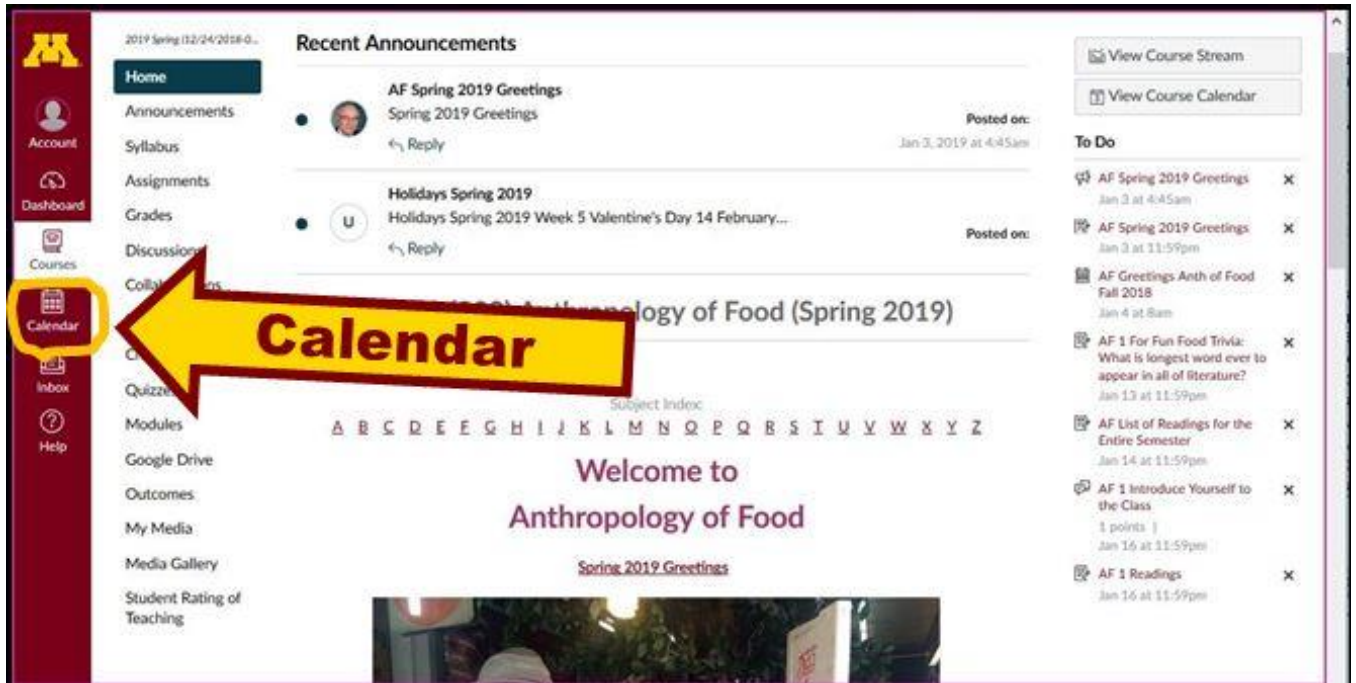 Account
Dashboard
Courses
Calendar
Inbox
Help
2019 Spring (12/24/2018-0...
Home
Announcements
Syllabus
Assignments
Grades
Discussions
Quizzes
Modules
Google Drive
Outcomes
My Media
Media Gallery
Student Rating of
Teaching
Calendar
Recent Announcements
AF Spring 2019 Greetings
Spring 2019 Greetings
Reply
Posted on:
Jan 3, 2019 at 4:45am
U
Holidays Spring 2019
Holidays Spring 2019 Week 5 Valentine's Day 14 February...
Reply
Posted on:
of Food (Spring 2019)
Subject Index:
A B C D E F G H I J K L M N O P Q R S T U V W X Y Z
Welcome to
Anthropology of Food
Spring 2019 Greetings
View Course Stream
View Course Calendar
To Do
AF Spring 2019 Greetings
Jan 3 at 4:45am
AF Spring 2019 Greetings
Jan 3 at 11:59pm
AF Greetings Anth of Food
Fall 2018
Jan 4 at 8am
AF 1 For Fun Food Trivia:
What is longest word ever to
appear in all of literature?
Jan 13 at 11:59pm
AF List of Readings for the
Entire Semester
Jan 14 at 11:59pm
AF 1 Introduce Yourself to
the Class
1 points |
Jan 16 at 11:59pm
AF 1 Readings
Jan 16 at 11:59pm